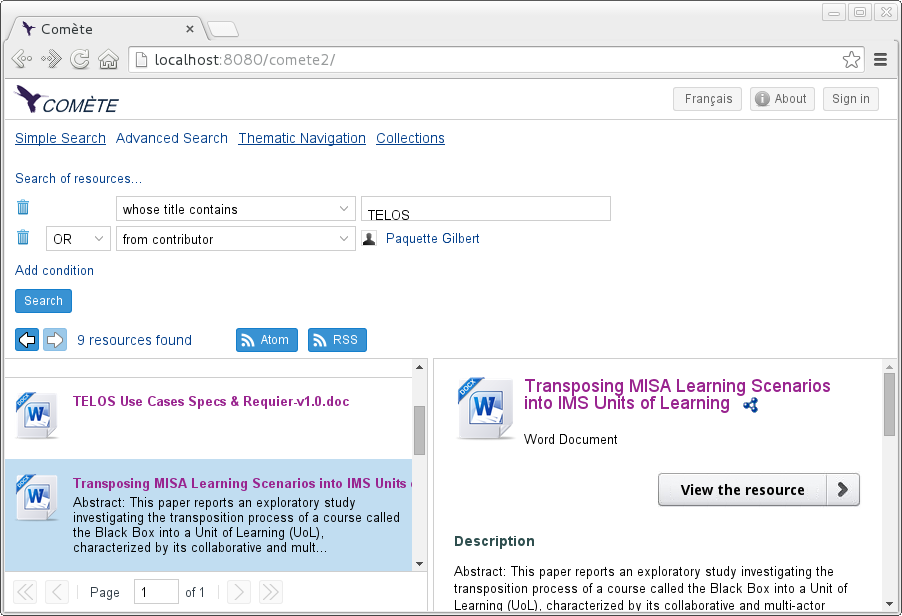 Comète
localhost:8080/comete2/
COMÈTE
Français
About
Sign in
Simple Search Advanced Search Thematic Navigation Collections
Search of resources...
whose title contains
TELOS
OR
from contributor
Paquette Gilbert
Add condition
Search
9 resources found
Atom
RSS
DOCX
W
TELOS Use Cases Specs & Requier-v1.0.doc
DOCX
W
Transposing MISA Learning Scenarios into IMS Units
Abstract: This paper reports an exploratory study
investigating the transposition process of a course called
the Black Box into a Unit of Learning (UoL),
characterized by its collaborative and mult...
Page 1 of 1
DOCX
W
Transposing MISA Learning Scenarios
into IMS Units of Learning
Word Document
View the resource
Description
Abstract: This paper reports an exploratory study investigating the
transposition process of a course called the Black Box into a Unit of
Learning (UoL), characterized by its collaborative and multi-actor